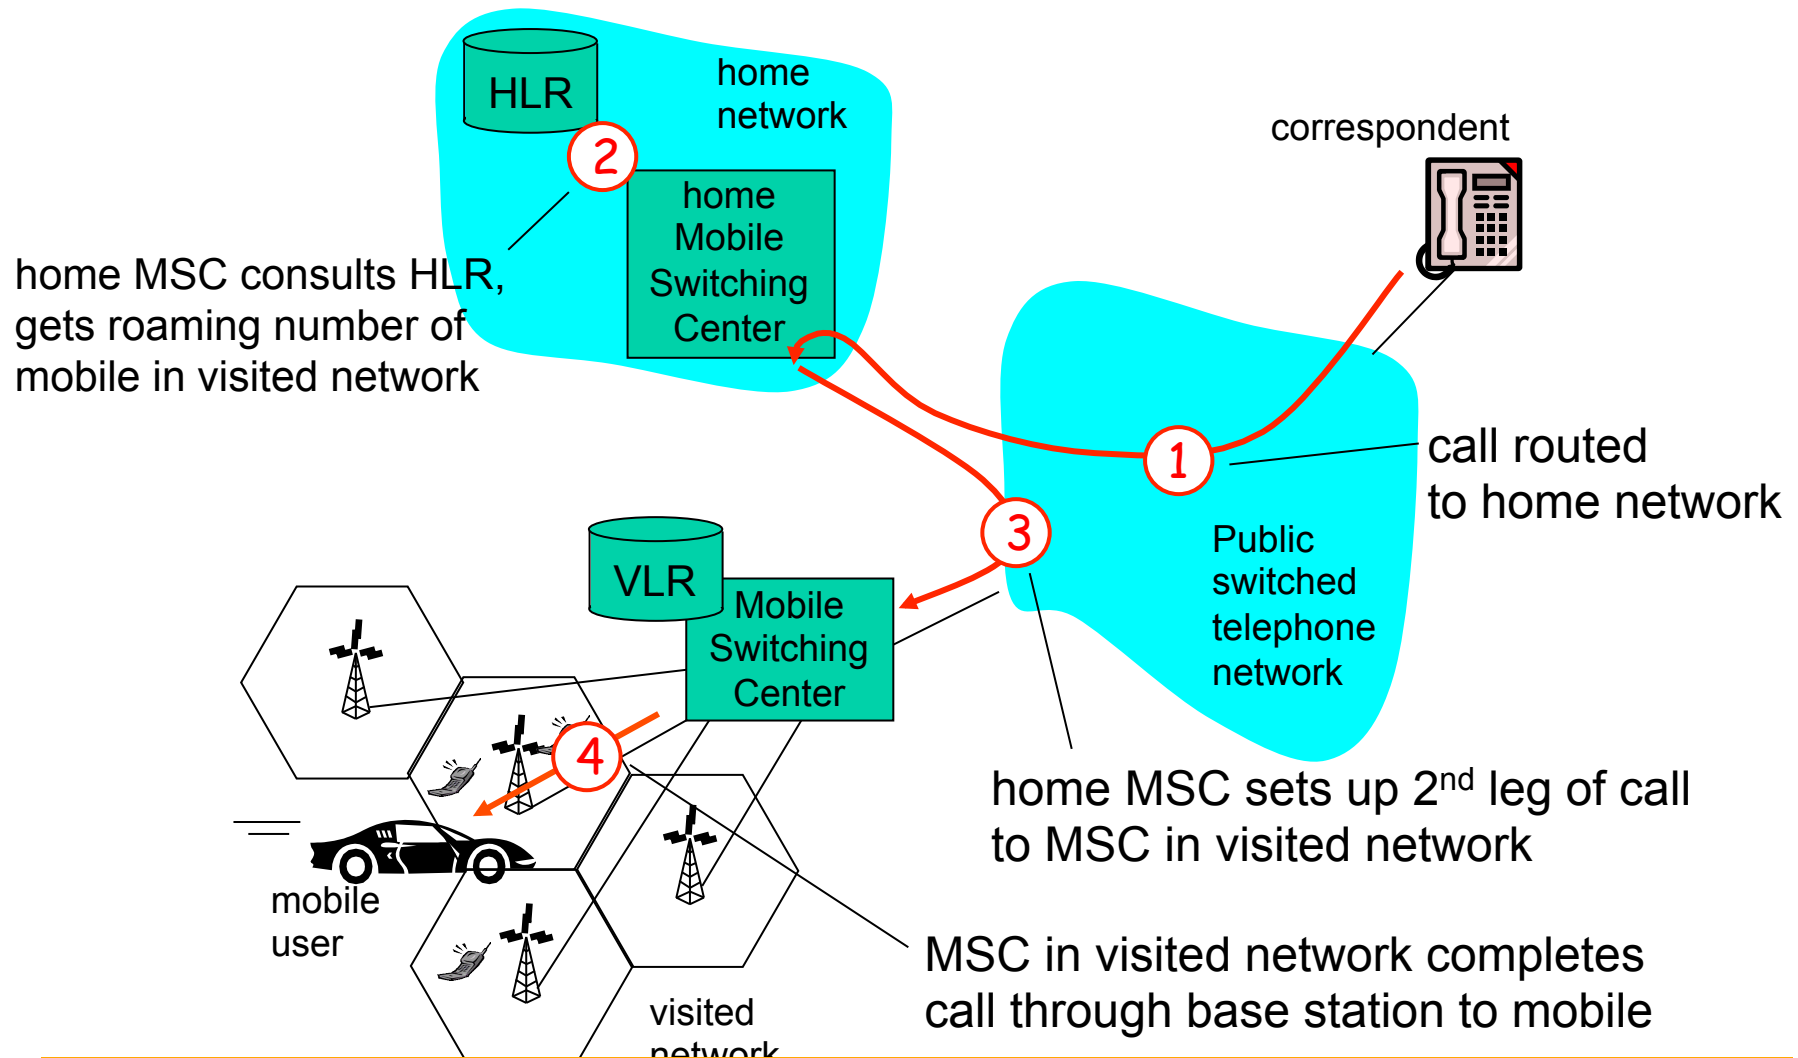 HLR
home
network
2
home
Mobile
Switching
Center
correspondent
home MSC consults HLR,
gets roaming number of
mobile in visited network
1
call routed
to home network
3
Public
switched
telephone
network
VLR
Mobile
Switching
Center
4
home MSC sets up 2nd leg of call
to MSC in visited network
mobile
user
MSC in visited network completes
call through base station to mobile
visited
network